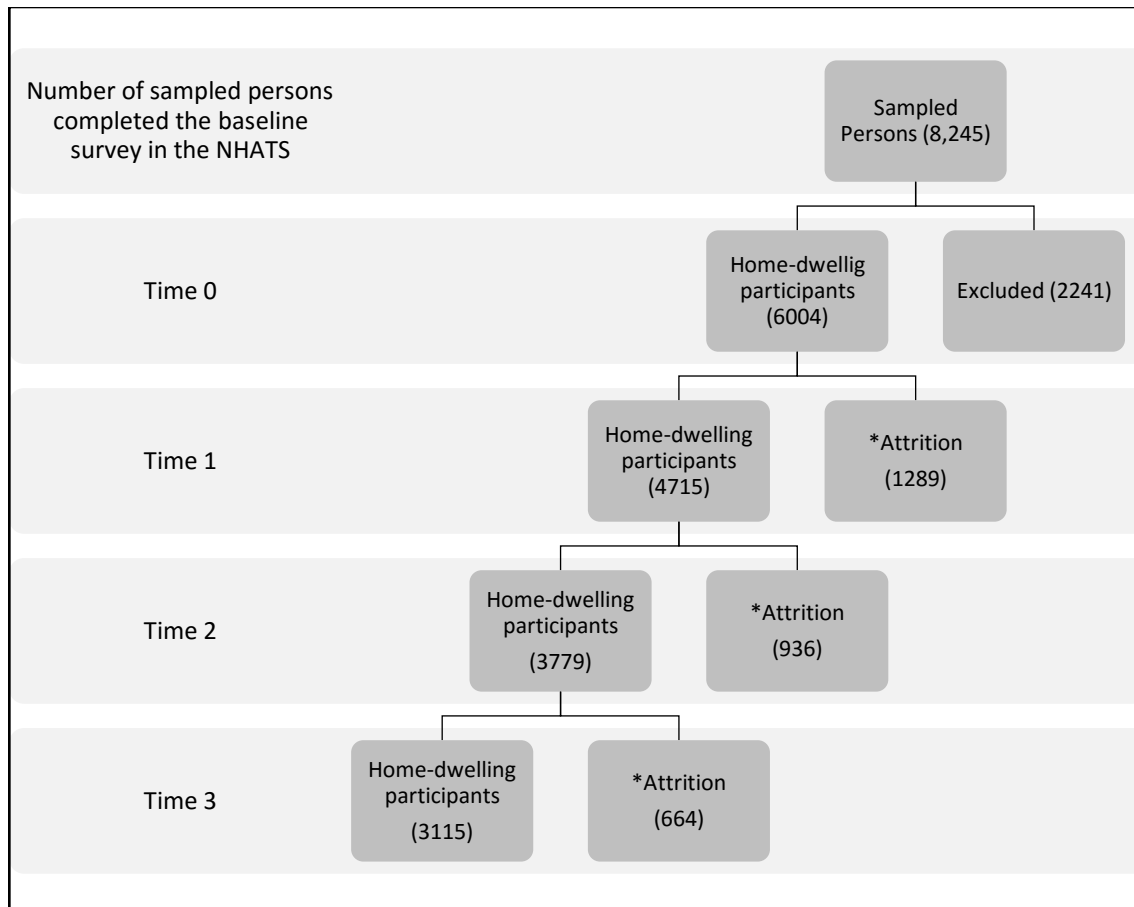 Number of sampled persons
completed the baseline
survey in the NHATS
Sampled
Persons (8,245)
Time 0
Home-dwellig
participants
(6004)
Excluded (2241)
Time 1
Home-dwelling
participants
(4715)
*Attrition
(1289)
Time 2
Home-dwelling
participants
(3779)
*Attrition
(936)
Time 3
Home-dwelling
participants
(3115)
*Attrition
(664)